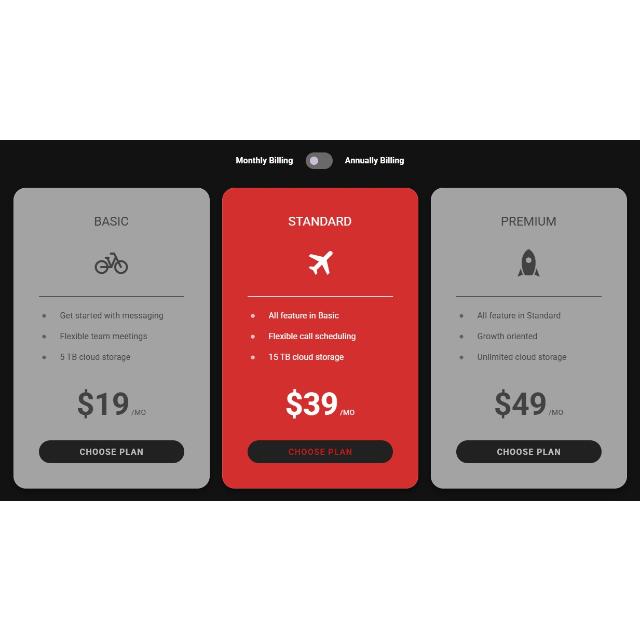 Monthly Billing
Annually Billing
BASIC
Get started with messaging
Flexible team meetings
5 TB cloud storage
$19 /MO
CHOOSE PLAN
STANDARD
All feature in Basic
Flexible call scheduling
15 TB cloud storage
$39 /MO
CHOOSE PLAN
PREMIUM
All feature in Standard
Growth oriented
Unlimited cloud storage
$49 /MO
CHOOSE PLAN